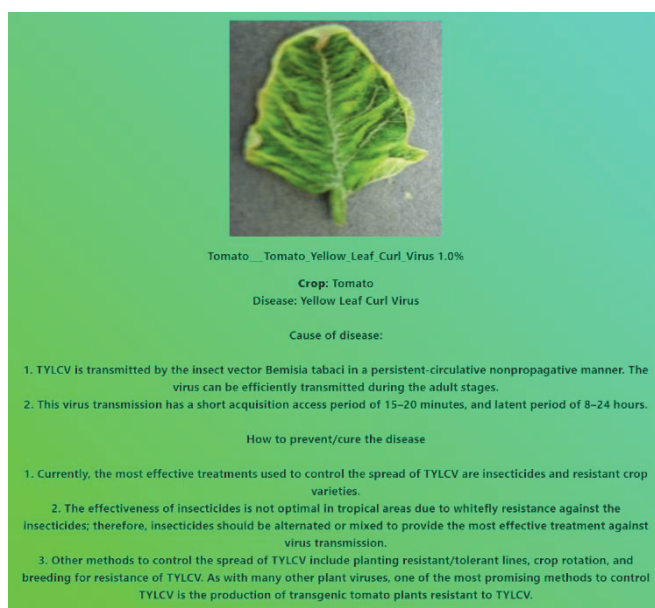 Tomato___Tomato_Yellow_Leaf_Curl_Virus 1.0%
Crop: Tomato
Disease: Yellow Leaf Curl Virus
Cause of disease:
1. TYLCV is transmitted by the insect vector Bemisia tabaci in a persistent-circulative nonpropagative manner. The
virus can be efficiently transmitted during the adult stages.
2. This virus transmission has a short acquisition access period of 15–20 minutes, and latent period of 8–24 hours.
How to prevent/cure the disease
1. Currently, the most effective treatments used to control the spread of TYLCV are insecticides and resistant crop
varieties.
2. The effectiveness of insecticides is not optimal in tropical areas due to whitefly resistance against the
insecticides; therefore, insecticides should be alternated or mixed to provide the most effective treatment against
virus transmission.
3. Other methods to control the spread of TYLCV include planting resistant/tolerant lines, crop rotation, and
breeding for resistance of TYLCV. As with many other plant viruses, one of the most promising methods to control
TYLCV is the production of transgenic tomato plants resistant to TYLCV.